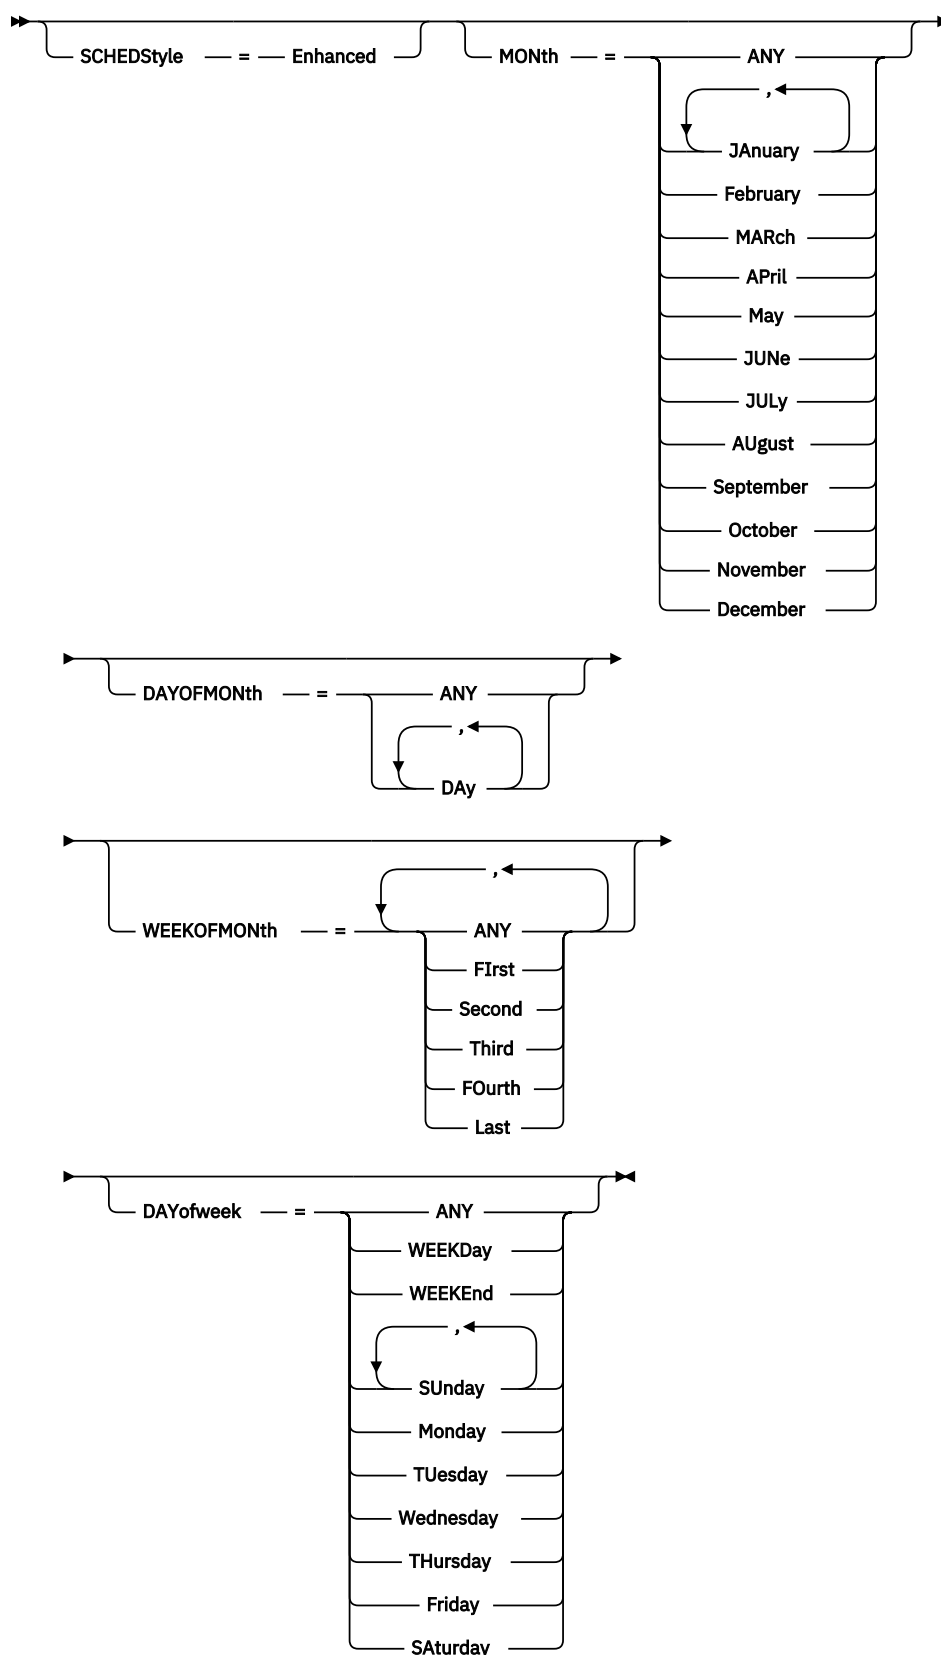 SCHEDStyle = Enhanced MONth = ANY
,
JAnuary
February
MARch
APril
May
JUNe
JULy
AUgust
September
October
November
December
DAYOFMONth = ANY
,
DAy
,
WEEKOFMONth = ANY
FIrst
Second
Third
FOurth
Last
DAYofweek = ANY
WEEKDay
WEEKEnd
,
SUnday
Monday
TUesday
Wednesday
THursday
Friday
SAturday